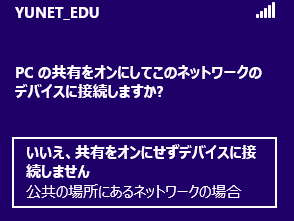 YUNET_EDU
PC の共有をオンにしてこのネットワークの
デバイスに接続しますか?
いいえ、共有をオンにせずデバイスに接
続しません
公共の場所にあるネットワークの場合